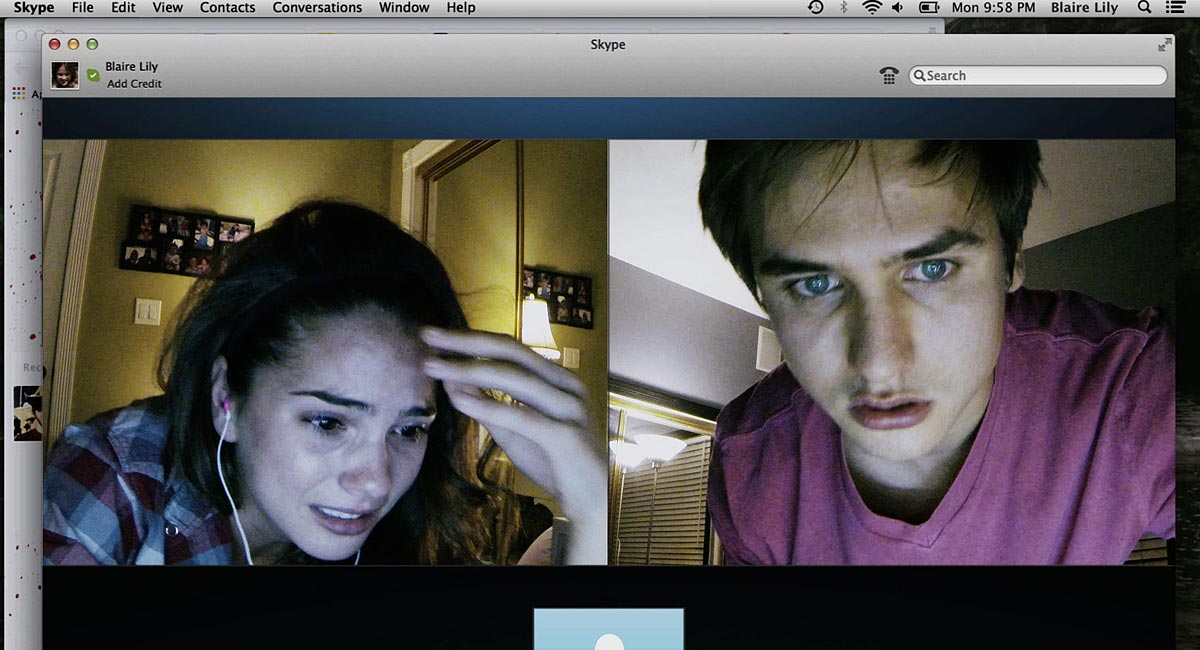 Skype File Edit View Contacts Conversations Window Help Mon 9:58 PM Blaire Lily
Skype
Blaire Lily
Add Credit
Search
Rec